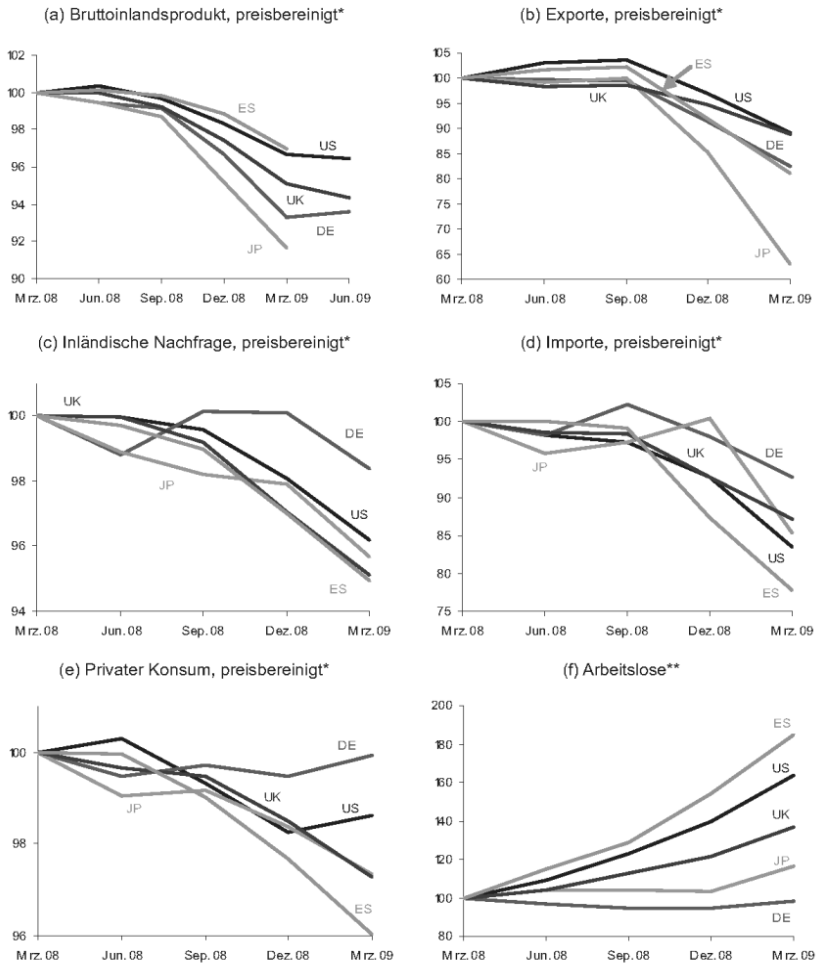 (a) Bruttoinlandsprodukt, preisbereinigt*
102
100
98
96
94
92
90
ES
US
UK
DE
JP
Mrz. 08 Jun. 08 Sep. 08 Dez. 08 Mrz. 09 Jun. 09
(b) Exporte, preisbereinigt*
105
100
95
90
85
80
75
70
65
60
ES
US
UK
DE
JP
Mrz. 08 Jun. 08 Sep. 08 Dez. 08 Mrz. 09
(c) Inländische Nachfrage, preisbereinigt*
100
98
96
94
UK
DE
JP
US
ES
Mrz. 08 Jun. 08 Sep. 08 Dez. 08 Mrz. 09
(d) Importe, preisbereinigt*
105
100
95
90
85
80
75
DE
UK
JP
US
ES
Mrz. 08 Jun. 08 Sep. 08 Dez. 08 Mrz. 09
(e) Privater Konsum, preisbereinigt*
100
98
96
DE
UK
US
JP
ES
Mrz. 08 Jun. 08 Sep. 08 Dez. 08 Mrz. 09
(f) Arbeitslose**
200
180
160
140
120
100
80
ES
US
UK
JP
DE
Mrz. 08 Jun. 08 Sep. 08 Dez. 08 Mrz. 09